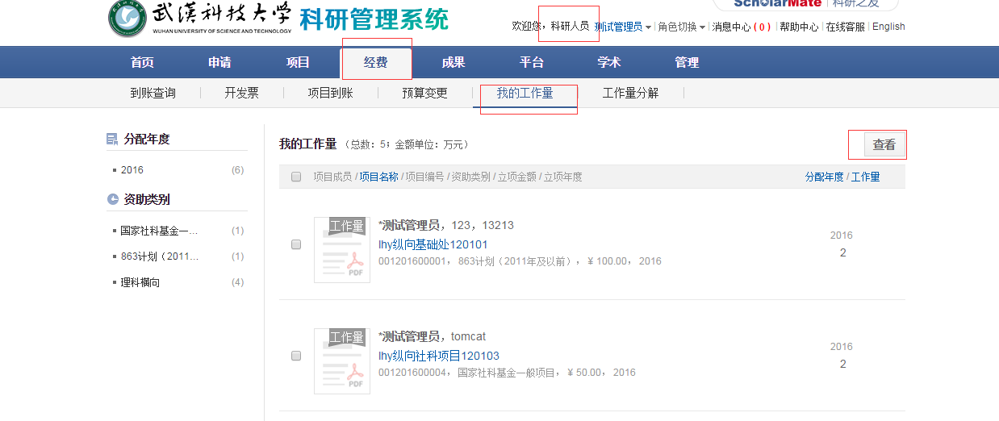 ScholarMate | 科研之友
武汉科技大学 科研管理系统
WUHAN UNIVERSITY OF SCIENCE AND TECHNOLOGY
欢迎您，科研人员 测试管理员 | 角色切换 | 消息中心 ( 0 ) | 帮助中心 | 在线客服 | English
首页 申请 项目 经费 成果 平台 学术 管理
到账查询 开发票 项目到账 预算变更 我的工作量 工作量分解
分配年度
2016 (6)
资助类别
国家社科基金一... (1)
863计划（2011... (1)
理科横向 (4)
我的工作量 （总数：5；金额单位：万元） 查看
项目成员 / 项目名称 / 项目编号 / 资助类别 / 立项金额 / 立项年度 分配年度 / 工作量
工作量
PDF
*测试管理员，123，13213
lhy纵向基础处120101
001201600001， 863计划（2011年及以前）， ¥ 100.00， 2016
2016
2
工作量
PDF
*测试管理员，tomcat
lhy纵向社科项目120103
001201600004， 国家社科基金一般项目， ¥ 50.00， 2016
2016
2